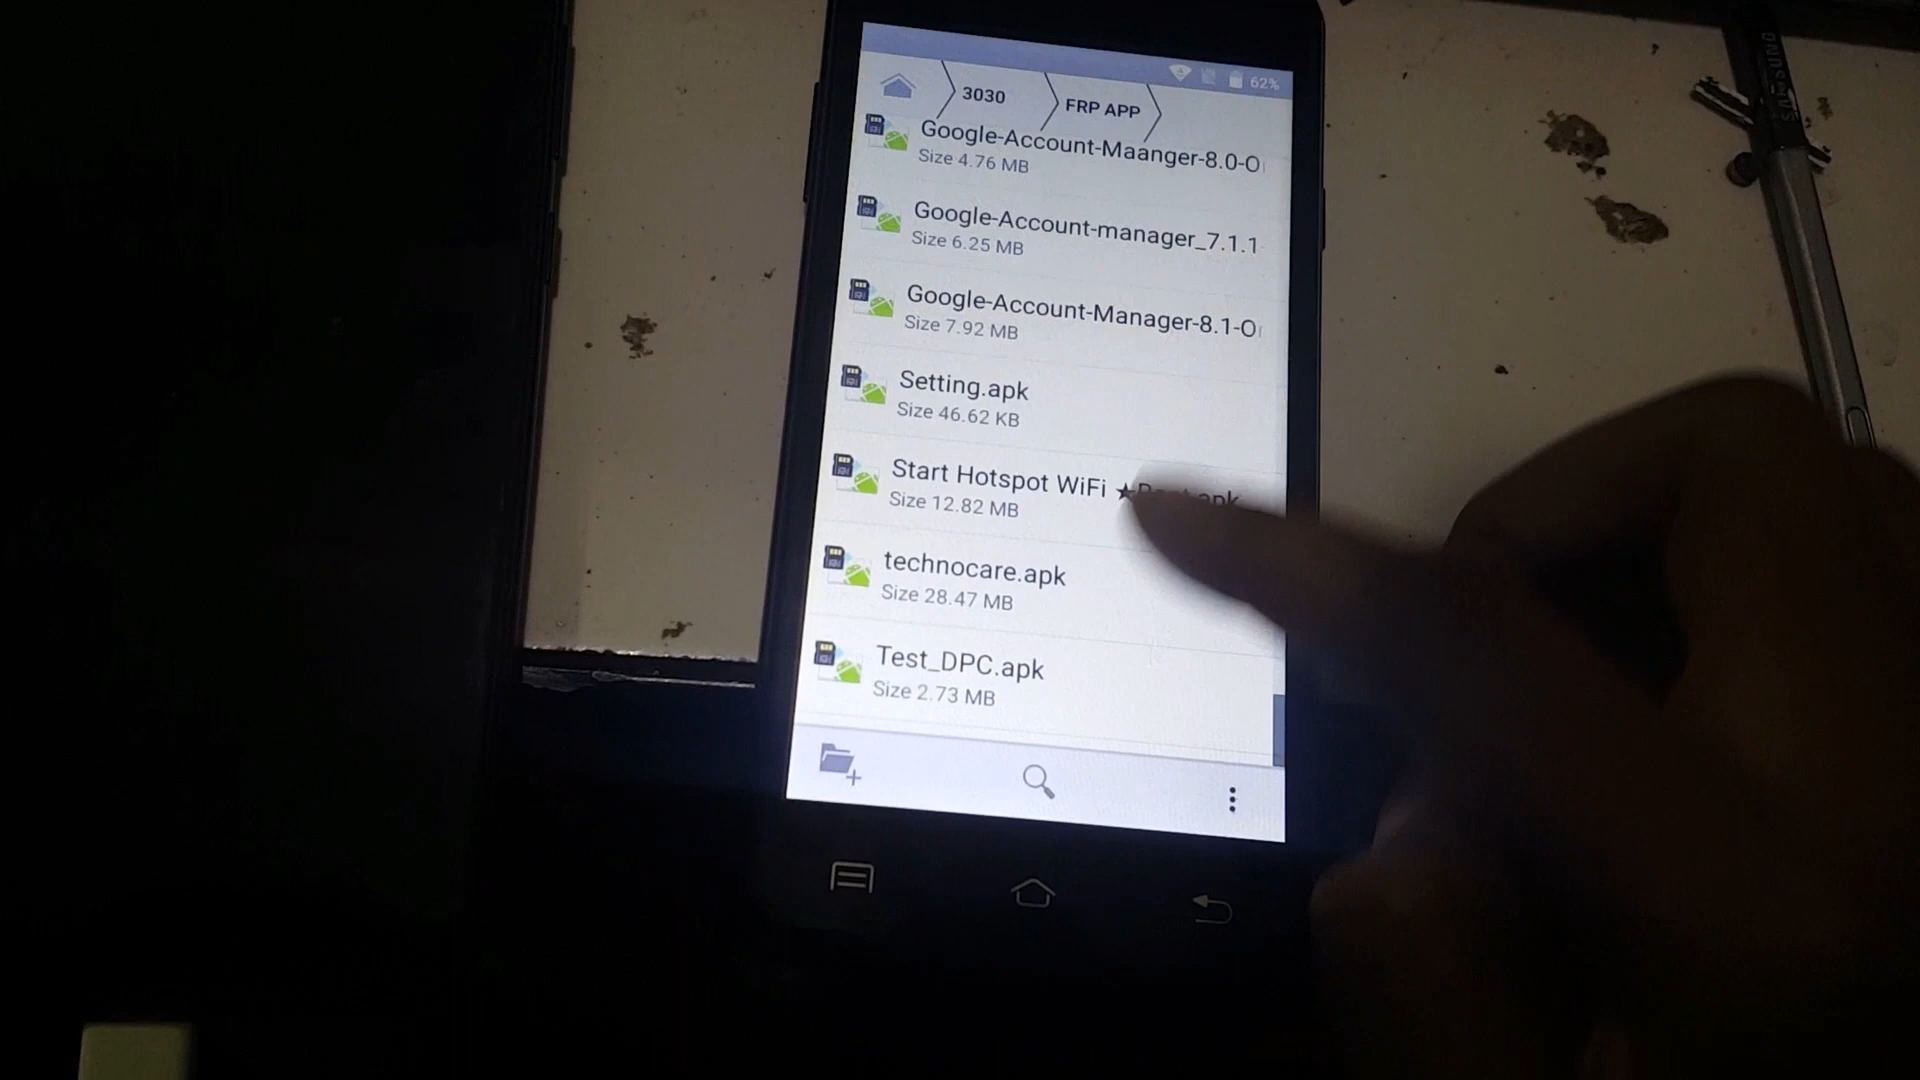 62%
3030
FRP APP
Google-Account-Maanger-8.0-O
Size 4.76 MB
Google-Account-manager_7.1.1
Size 6.25 MB
Google-Account-Manager-8.1-O
Size 7.92 MB
Setting.apk
Size 46.62 KB
Start Hotspot WiFi ★
Size 12.82 MB
technocare.apk
Size 28.47 MB
Test_DPC.apk
Size 2.73 MB
SAMSUNG